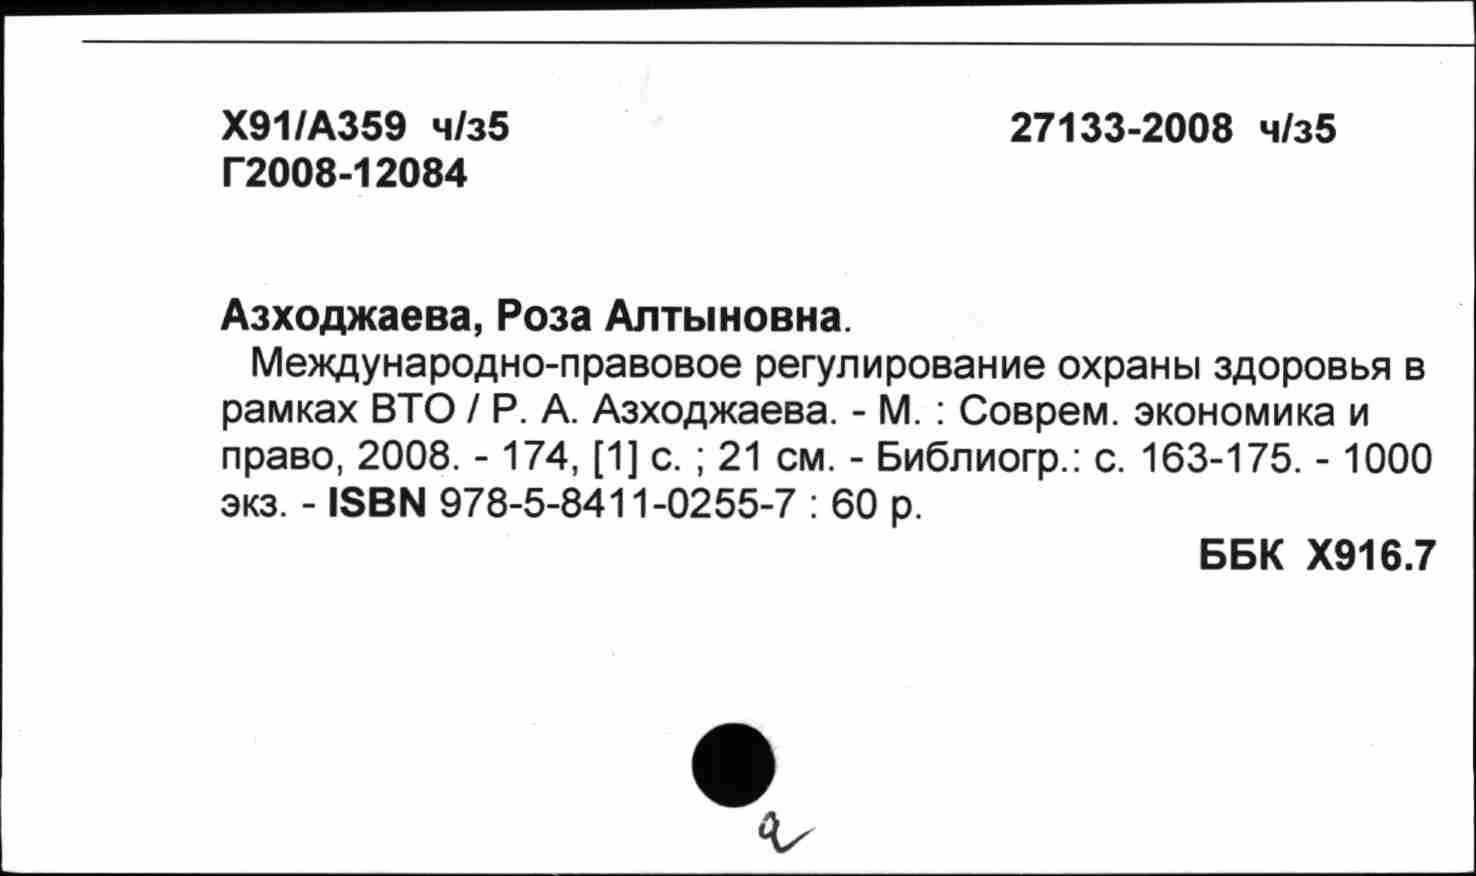 Х91/А359 ч/з5 27133-2008 ч/з5
Г2008-12084
Азходжаева, Роза Алтыновна.
Международно-правовое регулирование охраны здоровья в
рамках ВТО / Р. А. Азходжаева. - М. : Соврем. экономика и
право, 2008. - 174, [1] с. ; 21 см. - Библиогр.: с. 163-175. - 1000
экз. - ISBN 978-5-8411-0255-7 : 60 р.
ББК Х916.7